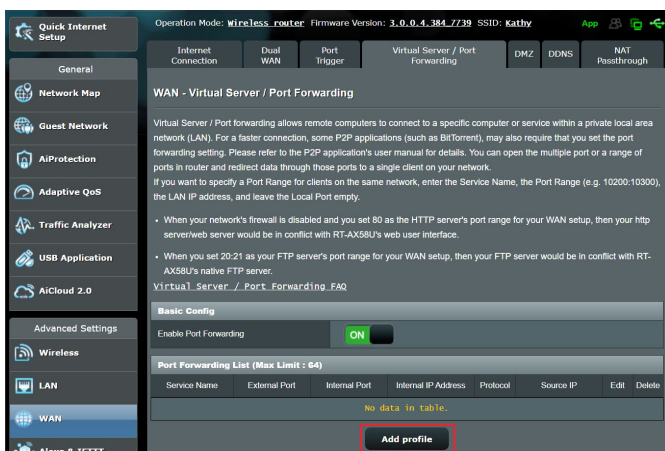 Quick Internet
Setup
Operation Mode: Wireless router Firmware Version: 3.0.0.4.384_7739 SSID: Kathy
App
General
Network Map
Guest Network
AiProtection
Adaptive QoS
Traffic Analyzer
USB Application
AiCloud 2.0
Advanced Settings
Wireless
LAN
WAN
Alexa & IFTTT
Internet
Connection
Dual
WAN
Port
Trigger
Virtual Server / Port
Forwarding
DMZ
DDNS
NAT
Passthrough
WAN - Virtual Server / Port Forwarding
Virtual Server / Port forwarding allows remote computers to connect to a specific computer or service within a private local area
network (LAN). For a faster connection, some P2P applications (such as BitTorrent), may also require that you set the port
forwarding setting. Please refer to the P2P application's user manual for details. You can open the multiple port or a range of
ports in router and redirect data through those ports to a single client on your network.
If you want to specify a Port Range for clients on the same network, enter the Service Name, the Port Range (e.g. 10200:10300),
the LAN IP address, and leave the Local Port empty.
• When your network's firewall is disabled and you set 80 as the HTTP server's port range for your WAN setup, then your http
server/web server would be in conflict with RT-AX58U's web user interface.
• When you set 20:21 as your FTP server's port range for your WAN setup, then your FTP server would be in conflict with RT-
AX58U's native FTP server.
Virtual Server / Port Forwarding FAQ
Basic Config
Enable Port Forwarding
ON
Port Forwarding List (Max Limit : 64)
Service Name External Port Internal Port Internal IP Address Protocol Source IP Edit Delete
No data in table.
Add profile